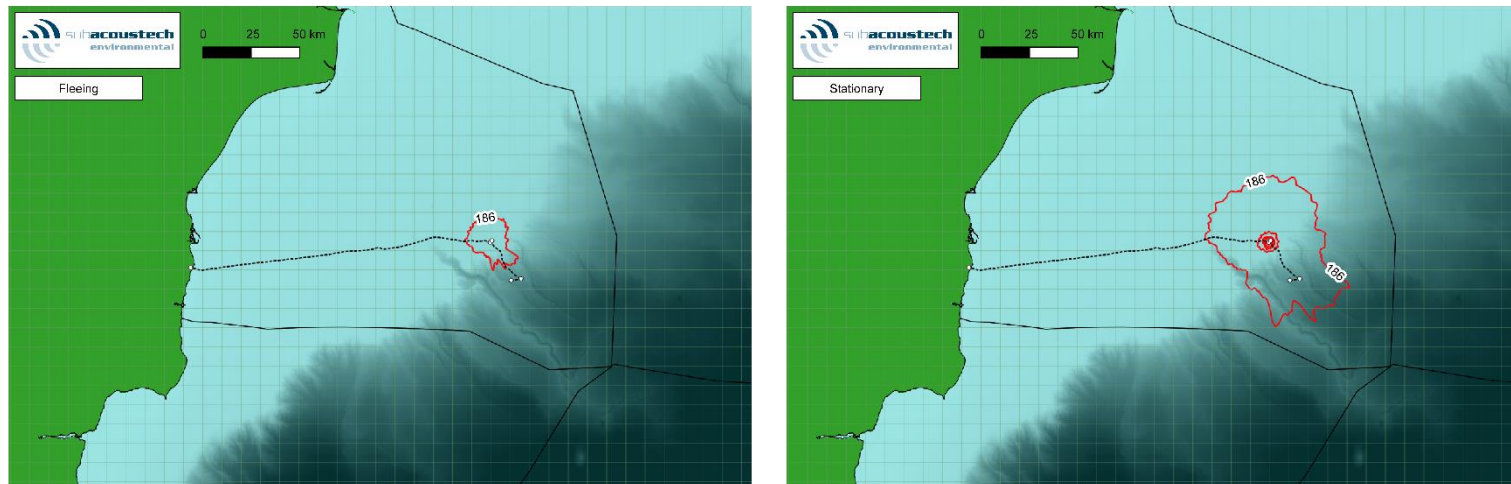 subacoustech
environmental
0 25 50 km
Fleeing
186
subacoustech
environmental
0 25 50 km
Stationary
186
186